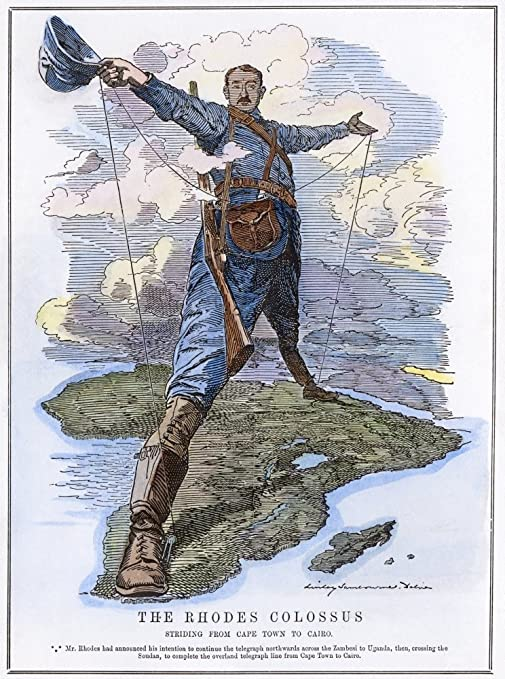 Linley Sambourne. Delin
THE RHODES COLOSSUS
STRIDING FROM CAPE TOWN TO CAIRO.
*⁎* Mr. Rhodes had announced his intention to continue the telegraph northwards across the Zambesi to Uganda, then, crossing the
Soudan, to complete the overland telegraph line from Cape Town to Cairo.